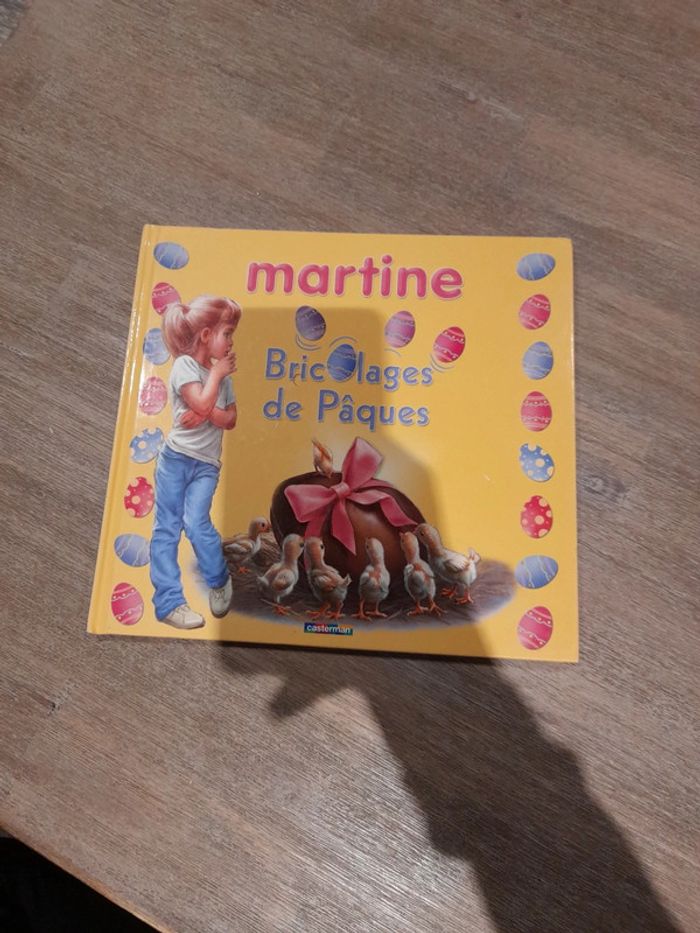 martine
Bricolages
de Pâques
casterman